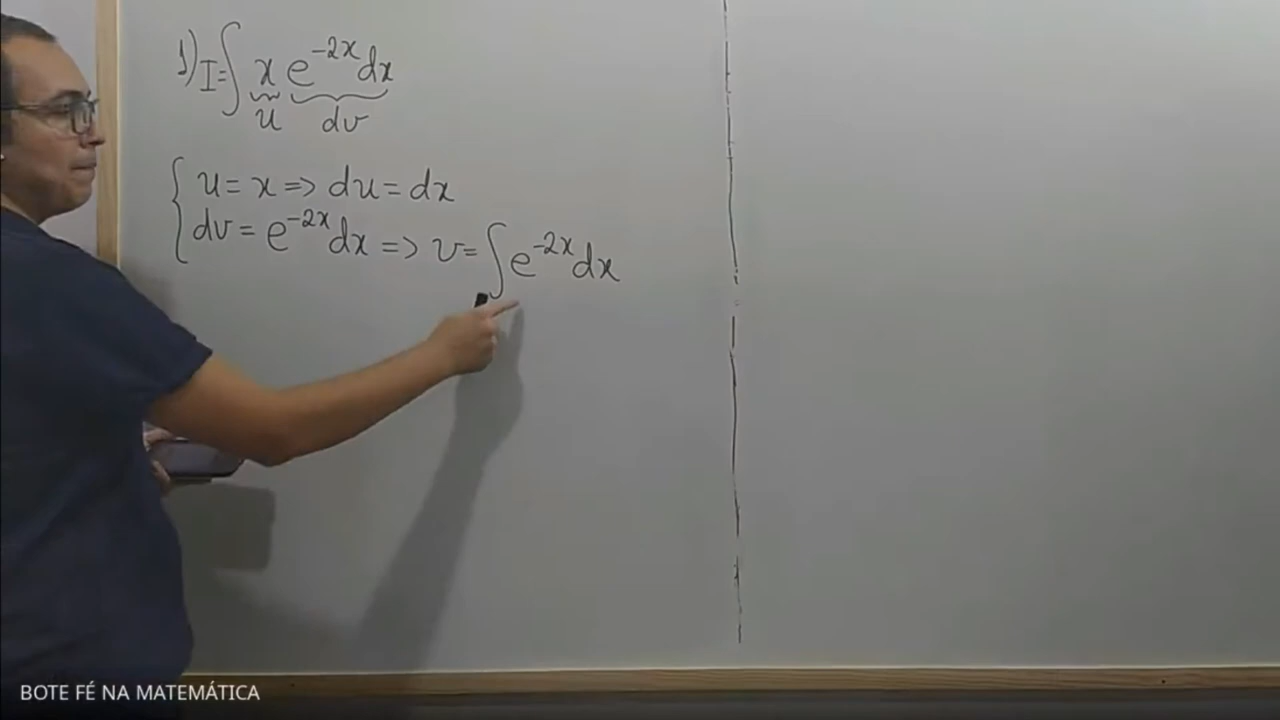 1) I = ∫ x e^{-2x} dx
u dv
u = x => du = dx
dv = e^{-2x} dx => v = ∫ e^{-2x} dx
BOTE FÉ NA MATEMÁTICA